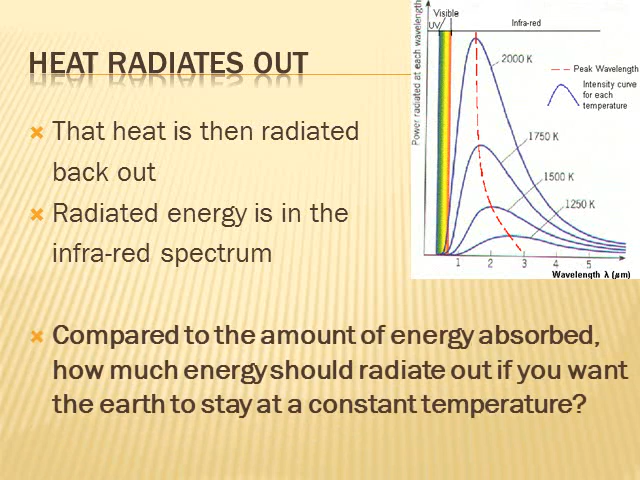 HEAT RADIATES OUT
× That heat is then radiated
back out
× Radiated energy is in the
infra-red spectrum
× Compared to the amount of energy absorbed,
how much energy should radiate out if you want
the earth to stay at a constant temperature?
Visible
UV
Infra-red
Power radiated at each wavelength
2000 K
Peak Wavelength
Intensity curve
for each
temperature
1750 K
1500 K
1250 K
1 2 3 4 5
Wavelength λ (μm)